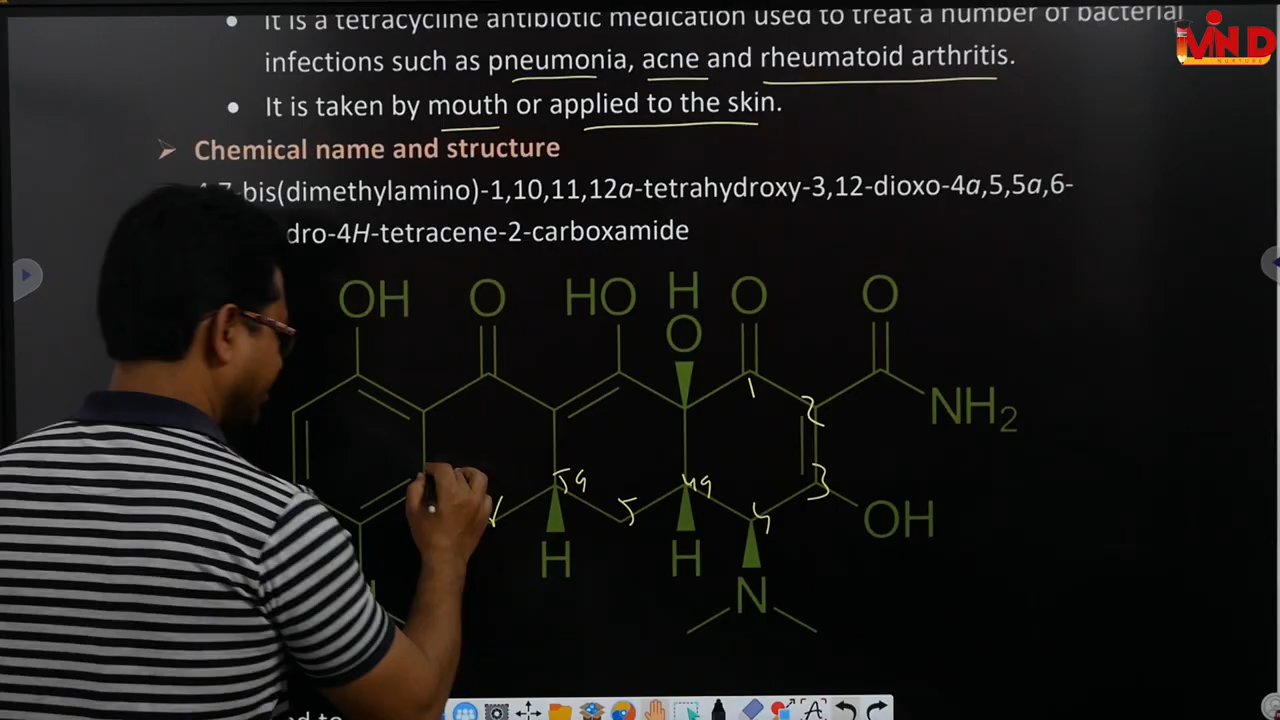 It is a tetracycline antibiotic medication used to treat a number of bacterial
infections such as pneumonia, acne and rheumatoid arthritis.
It is taken by mouth or applied to the skin.
Chemical name and structure
-bis(dimethylamino)-1,10,11,12a-tetrahydroxy-3,12-dioxo-4a,5,5a,6-
dro-4H-tetracene-2-carboxamide
OH O HO H O O O
NH2
1 2 3 4 4a 5 5a
OH
H H N
MIND
NURTURE
A